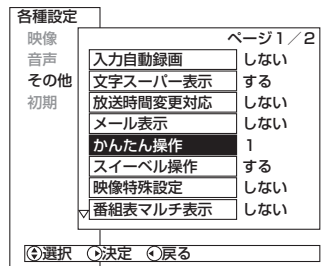 各種設定
映像
音声
その他
初期
ページ1／2
入力自動録画 しない
文字スーパー表示 する
放送時間変更対応 しない
メール表示 しない
かんたん操作 1
スイーベル操作 する
映像特殊設定 しない
番組表マルチ表示 しない
選択 決定 戻る